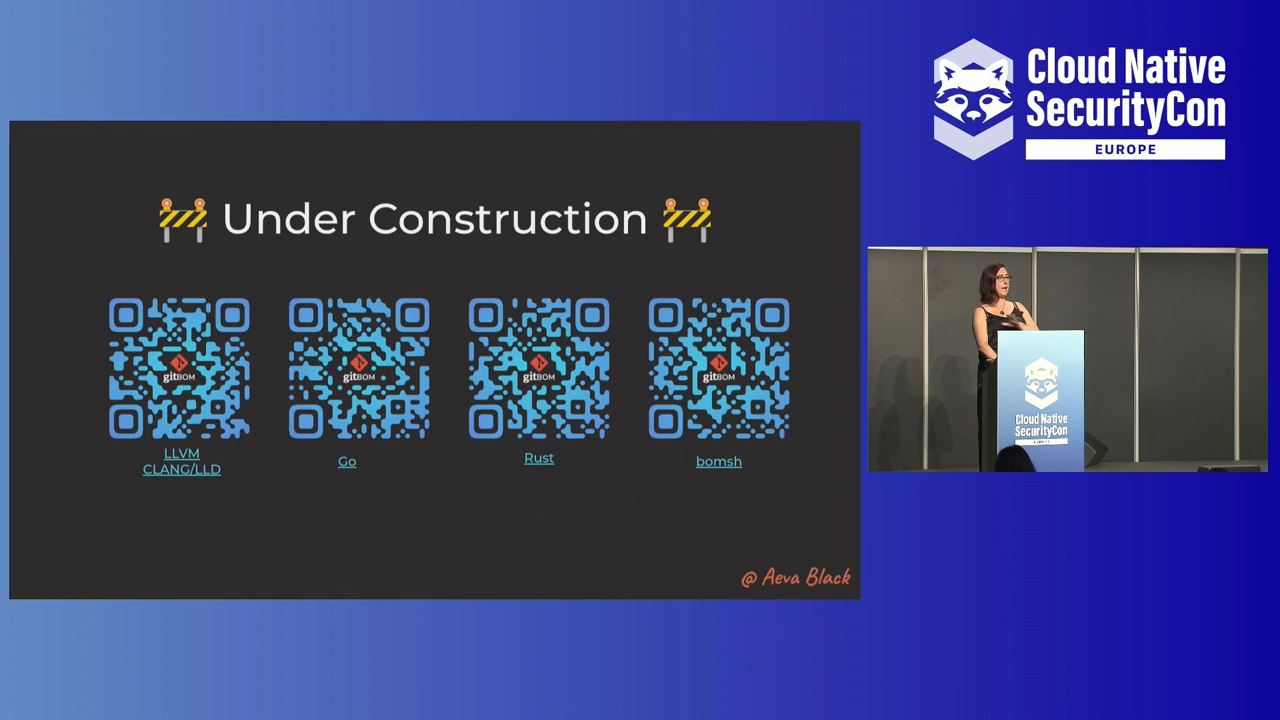 Cloud Native
SecurityCon
EUROPE
Under Construction
gitBOM
gitBOM
gitBOM
gitBOM
LLVM
CLANG/LLD
Go
Rust
bomsh
@ Aeva Black
Cloud Native
SecurityCon